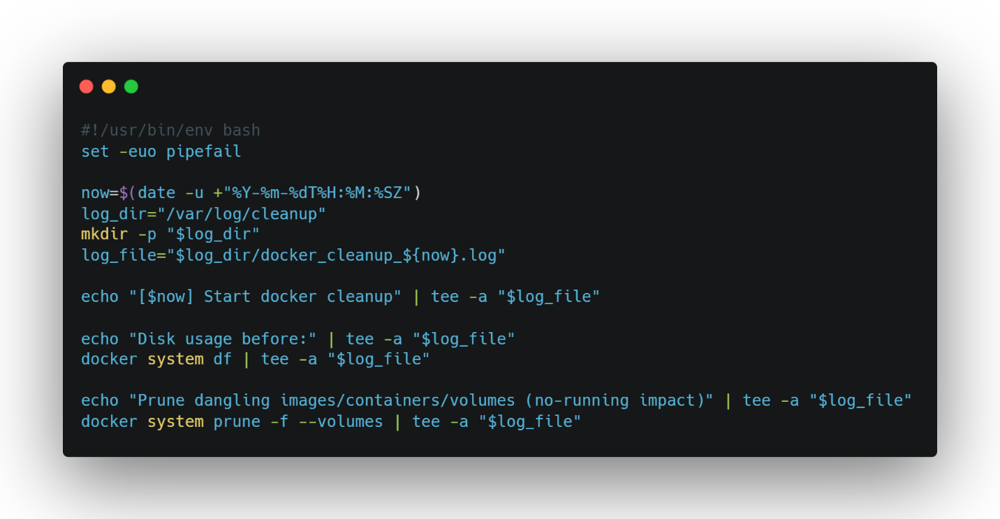 #!/usr/bin/env bash
set -euo pipefail
now=$(date -u +"%Y-%m-%dT%H:%M:%SZ")
log_dir="/var/log/cleanup"
mkdir -p "$log_dir"
log_file="$log_dir/docker_cleanup_${now}.log"
echo "[$now] Start docker cleanup" | tee -a "$log_file"
echo "Disk usage before:" | tee -a "$log_file"
docker system df | tee -a "$log_file"
echo "Prune dangling images/containers/volumes (no-running impact)" | tee -a "$log_file"
docker system prune -f --volumes | tee -a "$log_file"